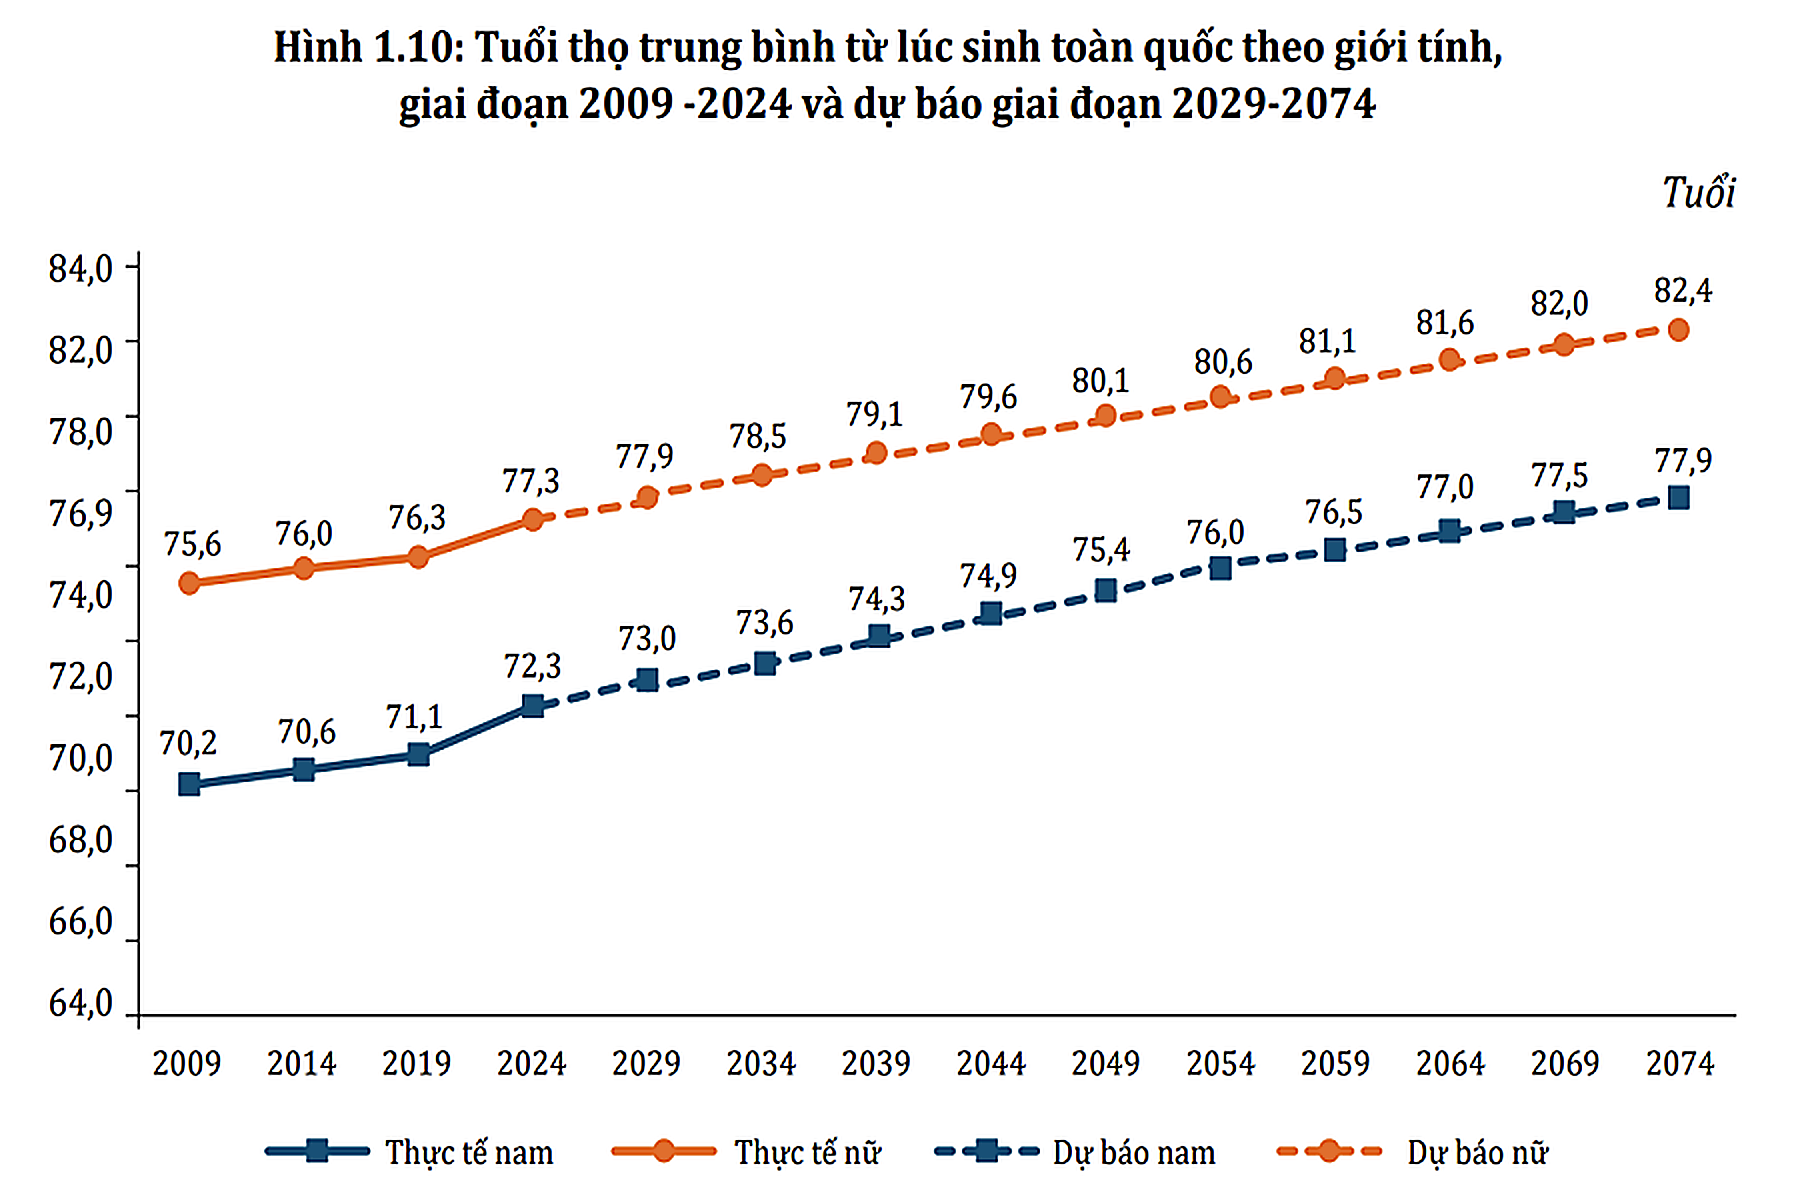 Hình 1.10: Tuổi thọ trung bình từ lúc sinh toàn quốc theo giới tính,
giai đoạn 2009 -2024 và dự báo giai đoạn 2029-2074
Tuổi
84,0
82,0
78,0
76,9
74,0
72,0
70,0
68,0
66,0
64,0
75,6 76,0 76,3 77,3 77,9 78,5 79,1 79,6 80,1 80,6 81,1 81,6 82,0 82,4
70,2 70,6 71,1 72,3 73,0 73,6 74,3 74,9 75,4 76,0 76,5 77,0 77,5 77,9
2009 2014 2019 2024 2029 2034 2039 2044 2049 2054 2059 2064 2069 2074
Thực tế nam Thực tế nữ Dự báo nam Dự báo nữ